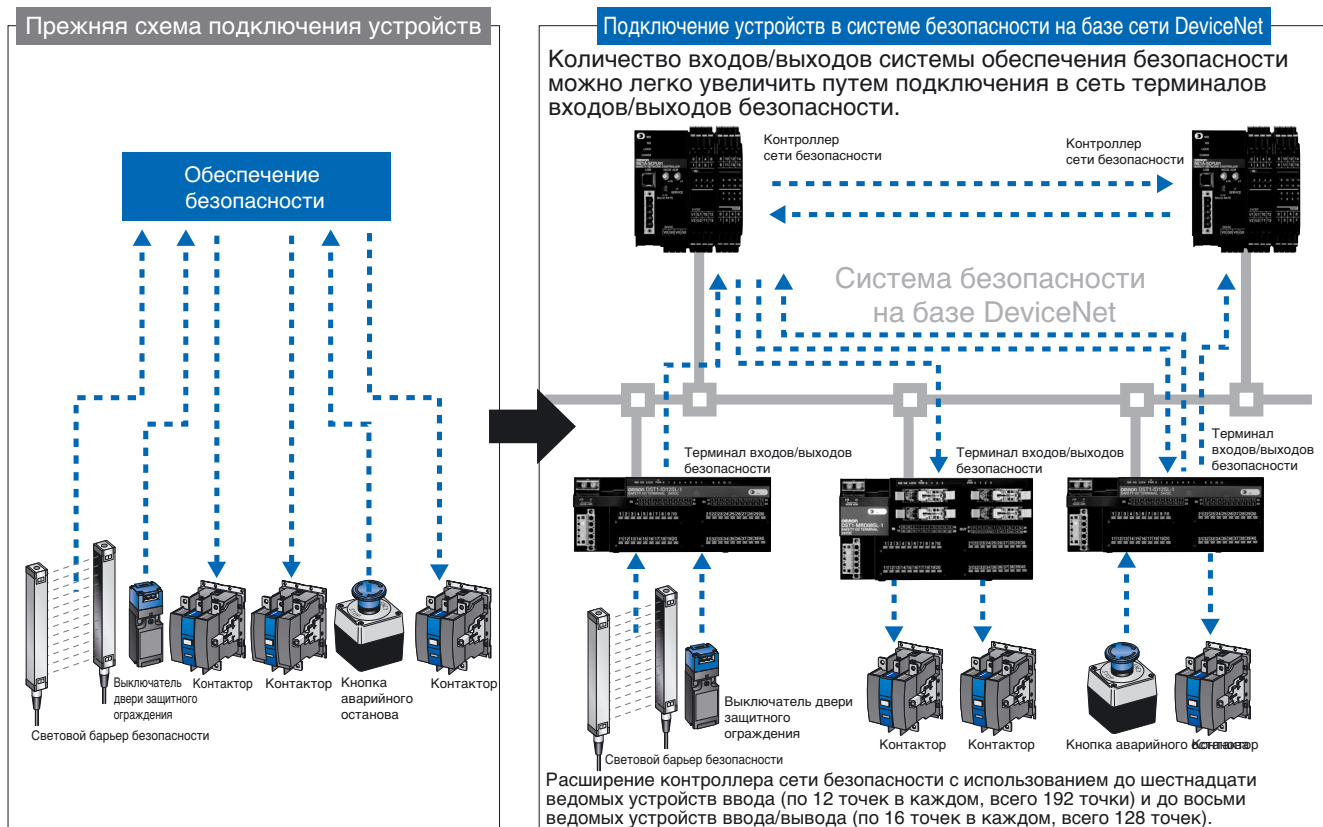 Прежняя схема подключения устройств
Обеспечение
безопасности
Выключатель
двери защитного
ограждения
Контактор
Контактор
Кнопка
аварийного
останова
Контактор
Световой барьер безопасности
Подключение устройств в системе безопасности на базе сети DeviceNet
Количество входов/выходов системы обеспечения безопасности
можно легко увеличить путем подключения в сеть терминалов
входов/выходов безопасности.
Контроллер
сети безопасности
Контроллер
сети безопасности
Система безопасности
на базе DeviceNet
Терминал входов/выходов
безопасности
Терминал входов/выходов
безопасности
Терминал
входов/выходов
безопасности
Выключатель двери
защитного
ограждения
Световой барьер безопасности
Контактор
Контактор
Кнопка аварийного останова
Контактор
Расширение контроллера сети безопасности с использованием до шестнадцати
ведомых устройств ввода (по 12 точек в каждом, всего 192 точки) и до восьми
ведомых устройств ввода/вывода (по 16 точек в каждом, всего 128 точек).